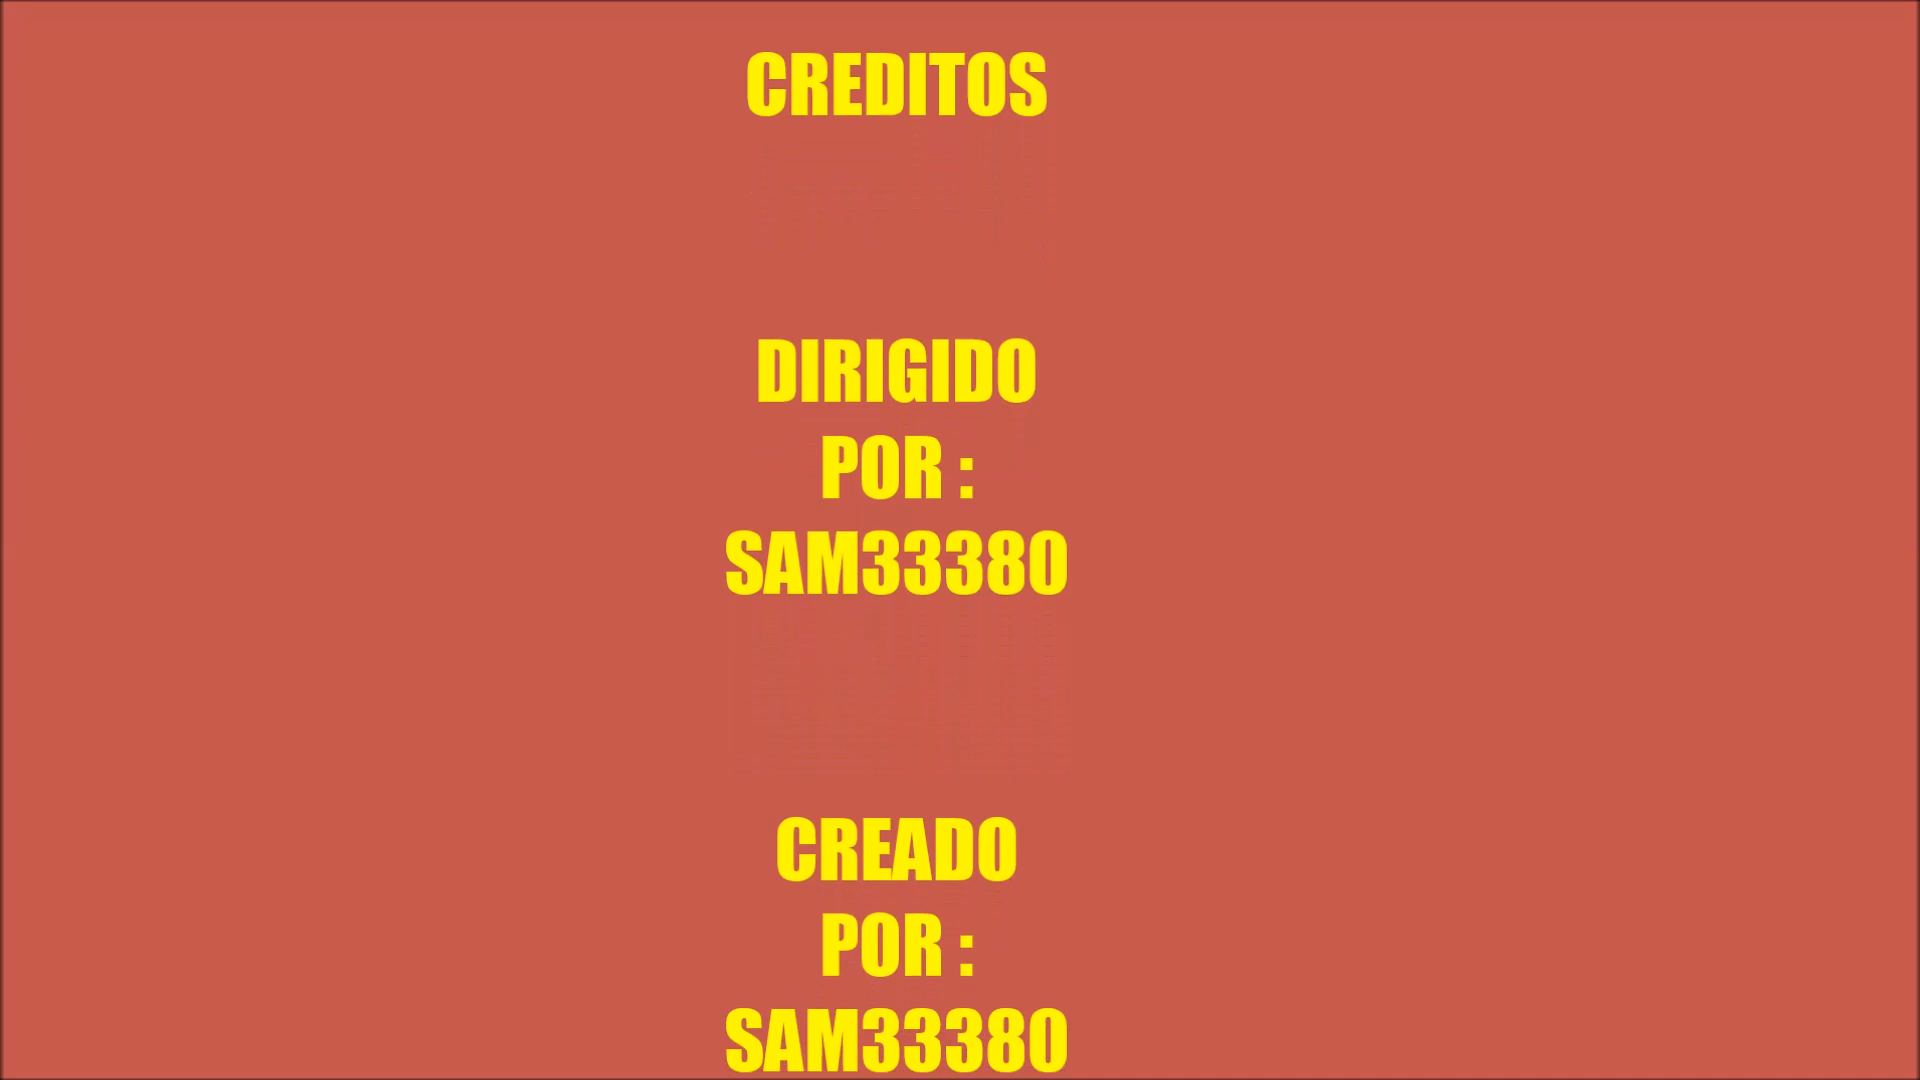 CREDITOS
DIRIGIDO
POR :
SAM33380
CREADO
POR :
SAM33380